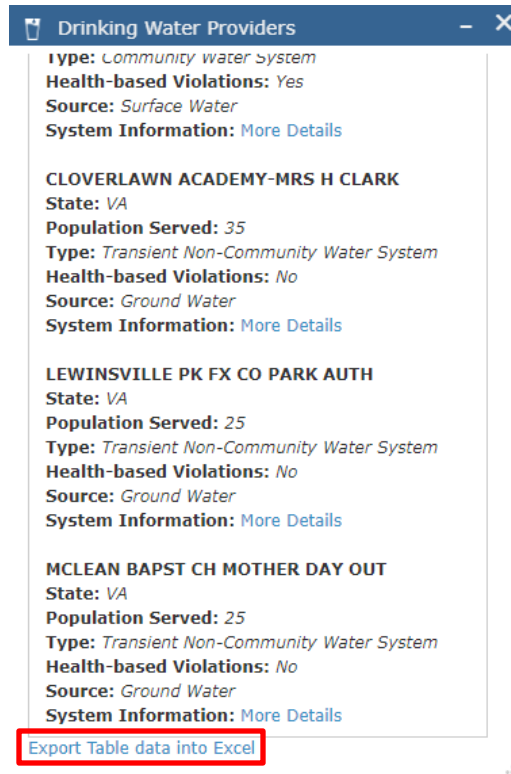 Drinking Water Providers
Type: Community Water System
Health-based Violations: Yes
Source: Surface Water
System Information: More Details
CLOVERLAWN ACADEMY-MRS H CLARK
State: VA
Population Served: 35
Type: Transient Non-Community Water System
Health-based Violations: No
Source: Ground Water
System Information: More Details
LEWINSVILLE PK FX CO PARK AUTH
State: VA
Population Served: 25
Type: Transient Non-Community Water System
Health-based Violations: No
Source: Ground Water
System Information: More Details
MCLEAN BAPST CH MOTHER DAY OUT
State: VA
Population Served: 25
Type: Transient Non-Community Water System
Health-based Violations: No
Source: Ground Water
System Information: More Details
Export Table data into Excel